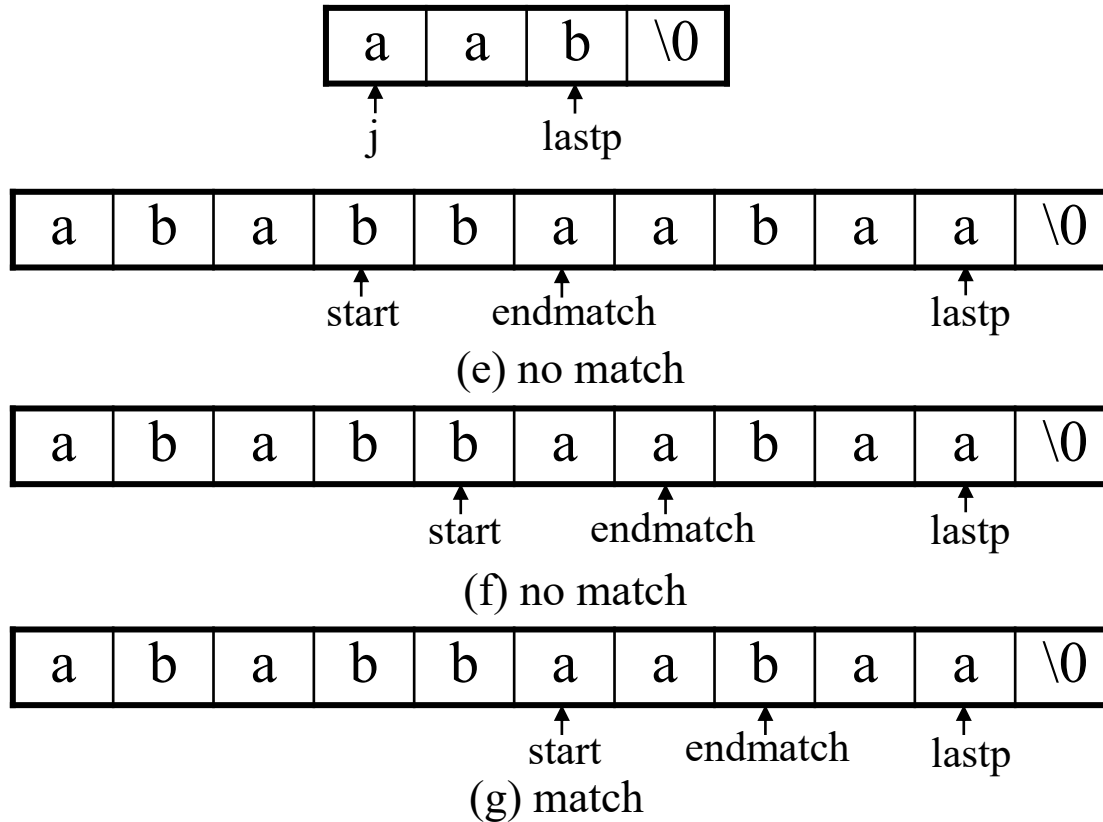 a a b \0
j lastp
a b a b b a a b a a \0
start endmatch lastp
(e) no match
a b a b b a a b a a \0
start endmatch lastp
(f) no match
a b a b b a a b a a \0
start endmatch lastp
(g) match